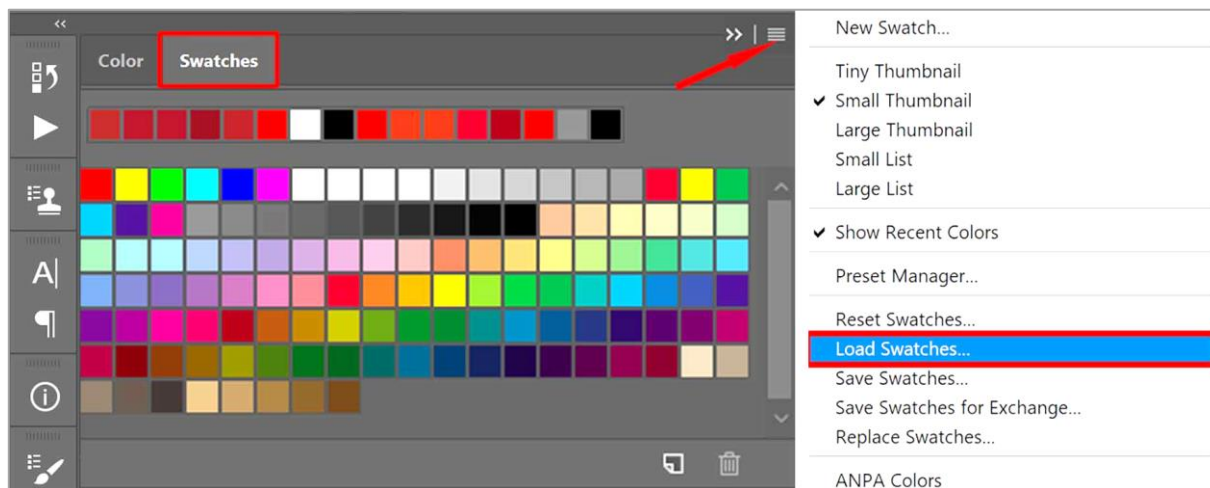 Color Swatches
New Swatch...
Tiny Thumbnail
Small Thumbnail
Large Thumbnail
Small List
Large List
Show Recent Colors
Preset Manager...
Reset Swatches...
Load Swatches...
Save Swatches...
Save Swatches for Exchange...
Replace Swatches...
ANPA Colors